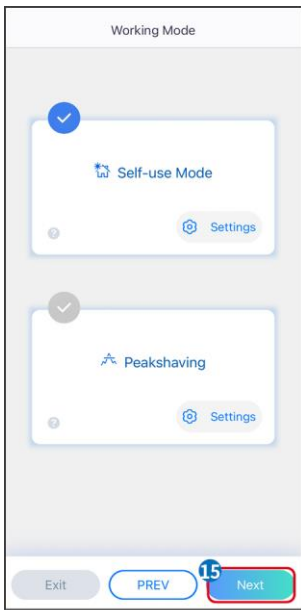 Working Mode
Self-use Mode
? Settings
Peakshaving
? Settings
15
Exit PREV Next